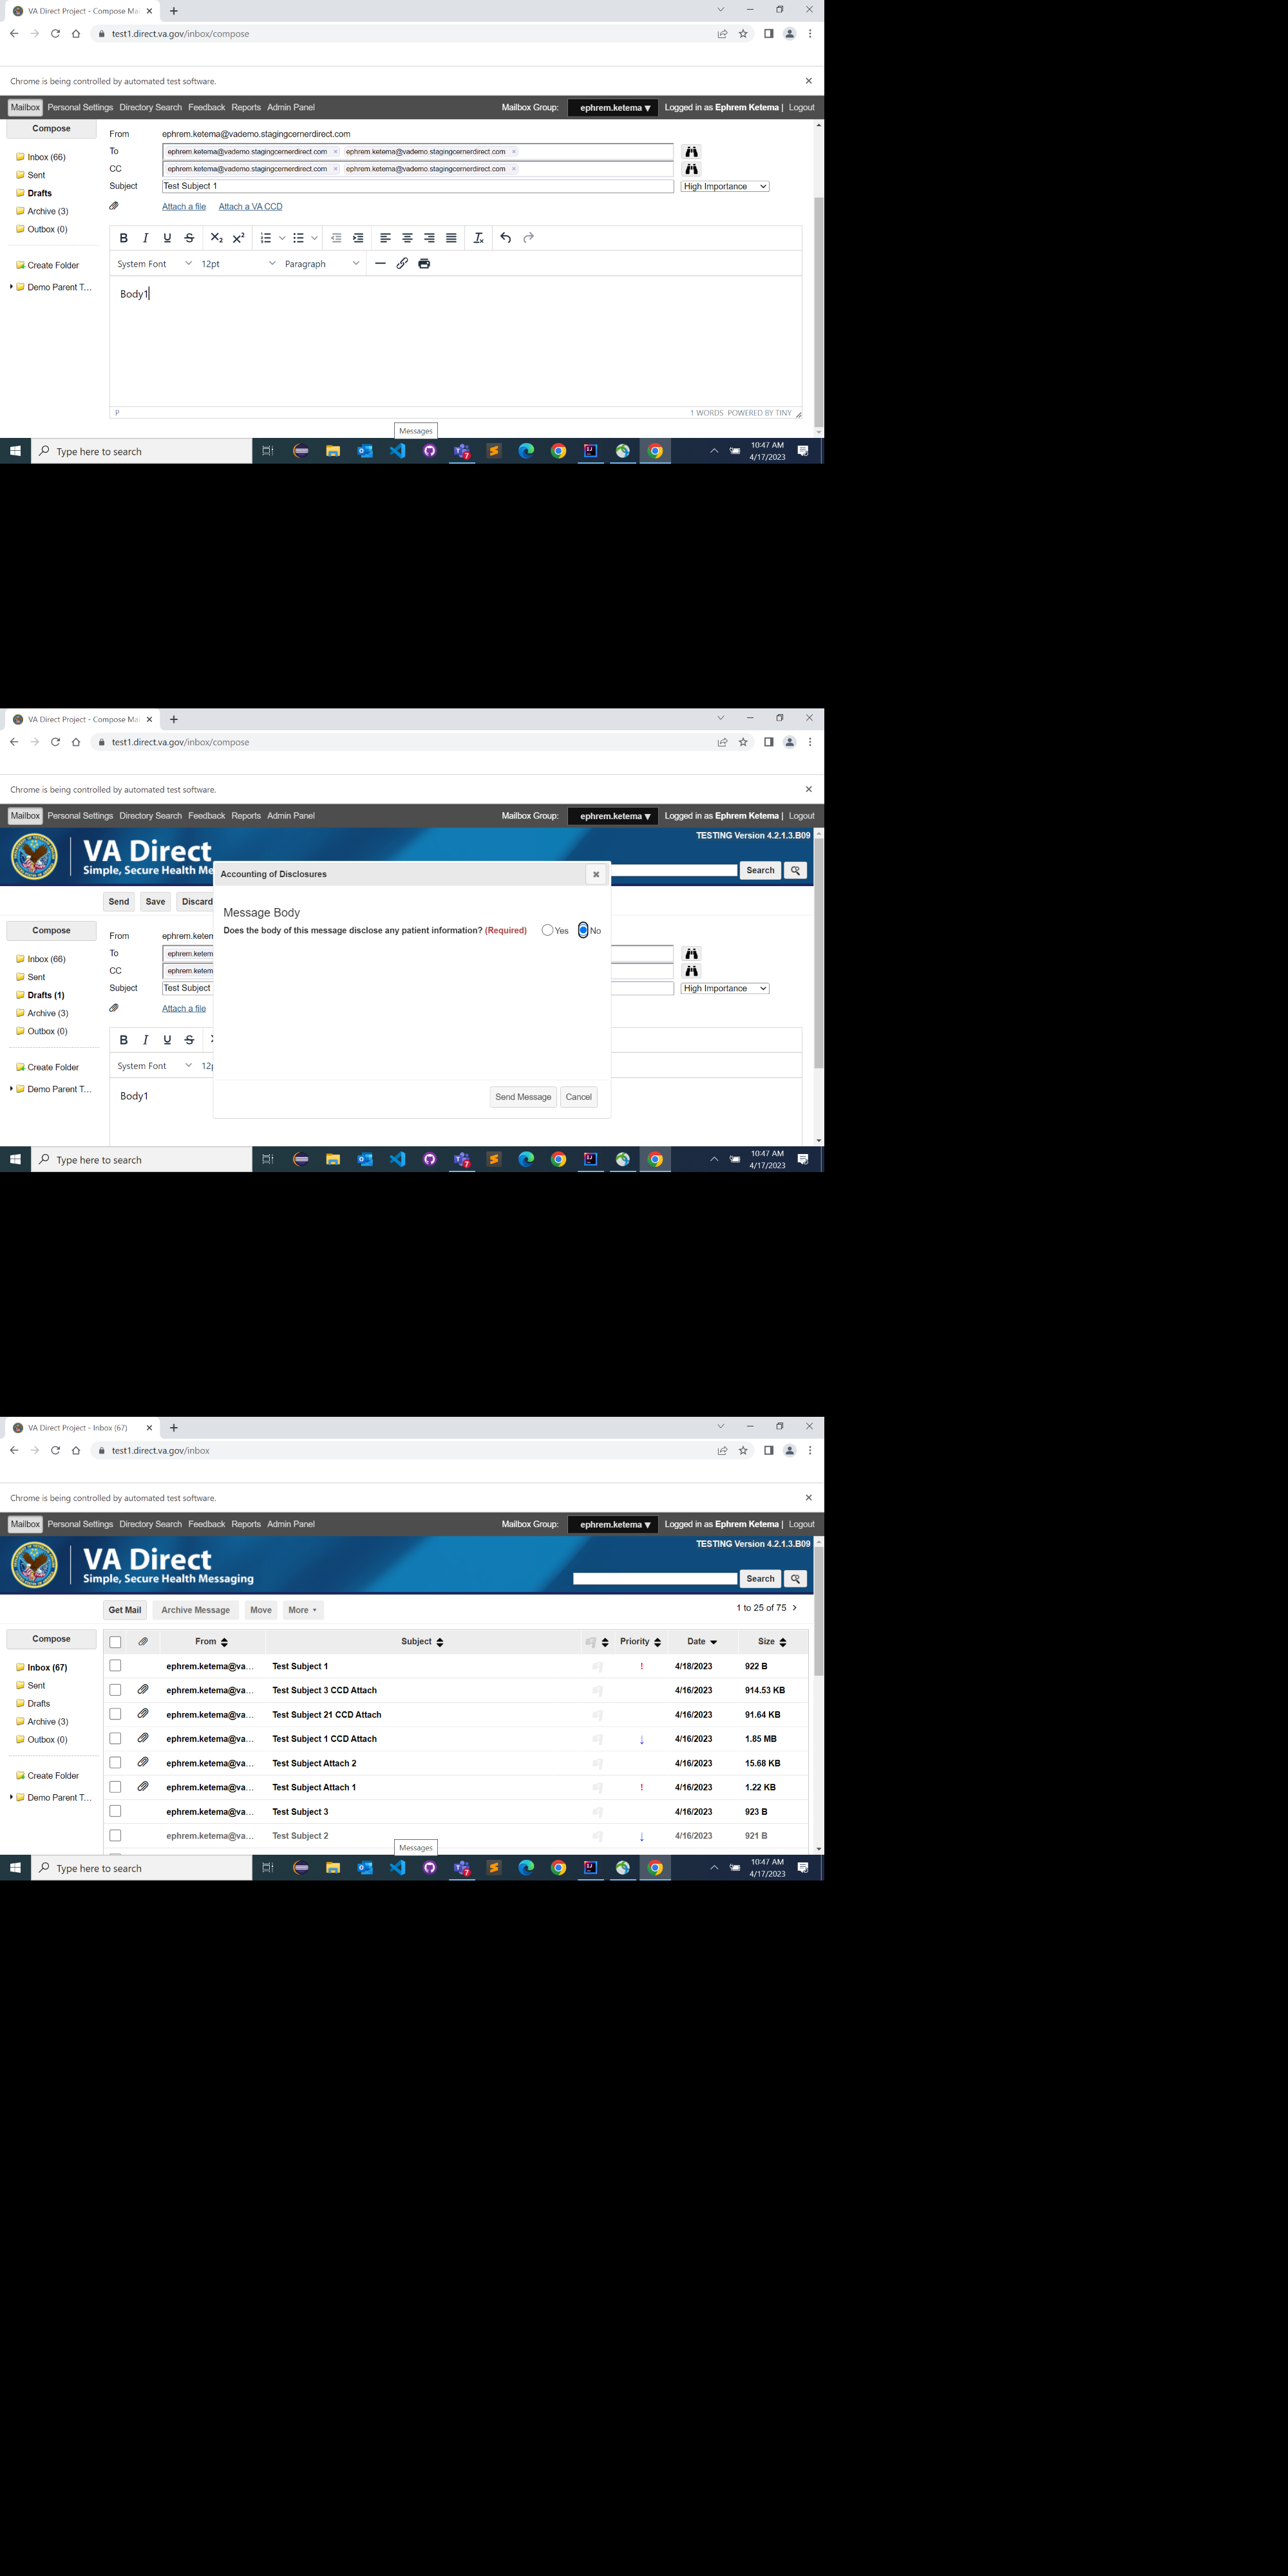 VA Direct Project - Compose Ma
test1.direct.va.gov/inbox/compose
Chrome is being controlled by automated test software.
Mailbox Personal Settings Directory Search Feedback Reports Admin Panel Mailbox Group: ephrem.ketema ▼ Logged in as Ephrem Ketema | Logout
Compose
From ephrem.ketema@vademo.stagingcernerdirect.com
To ephrem.ketema@vademo.stagingcernerdirect.com × ephrem.ketema@vademo.stagingcernerdirect.com ×
Inbox (66)
CC ephrem.ketema@vademo.stagingcernerdirect.com × ephrem.ketema@vademo.stagingcernerdirect.com ×
Sent
Subject Test Subject 1 High Importance
Drafts
Attach a file Attach a VA CCD
Archive (3)
Outbox (0)
Create Folder
System Font 12pt Paragraph
Demo Parent T...
Body1
P 1 WORDS POWERED BY TINY
Messages
Type here to search
7
10:47 AM
4/17/2023
VA Direct Project - Compose Ma
test1.direct.va.gov/inbox/compose
Chrome is being controlled by automated test software.
Mailbox Personal Settings Directory Search Feedback Reports Admin Panel Mailbox Group: ephrem.ketema ▼ Logged in as Ephrem Ketema | Logout
TESTING Version 4.2.1.3.B09
VA Direct
Simple, Secure Health Me
Search
Accounting of Disclosures
Send Save Discard
Message Body
Does the body of this message disclose any patient information? (Required) Yes No
Compose
From ephrem.keter
To ephrem.ketem
Inbox (66)
CC ephrem.ketem
Sent
Subject Test Subject High Importance
Drafts (1)
Attach a file
Archive (3)
Outbox (0)
Create Folder
System Font 12p
Demo Parent T...
Body1
Send Message Cancel
Type here to search
7
10:47 AM
4/17/2023
VA Direct Project - Inbox (67)
test1.direct.va.gov/inbox
Chrome is being controlled by automated test software.
Mailbox Personal Settings Directory Search Feedback Reports Admin Panel Mailbox Group: ephrem.ketema ▼ Logged in as Ephrem Ketema | Logout
TESTING Version 4.2.1.3.B09
VA Direct
Simple, Secure Health Messaging
Search
Get Mail Archive Message Move More 1 to 25 of 75
Compose
From Subject Priority Date Size
Inbox (67)
Sent
Drafts
Archive (3)
Outbox (0)
Create Folder
Demo Parent T...
ephrem.ketema@va... Test Subject 1 ! 4/18/2023 922 B
ephrem.ketema@va... Test Subject 3 CCD Attach 4/16/2023 914.53 KB
ephrem.ketema@va... Test Subject 21 CCD Attach 4/16/2023 91.64 KB
ephrem.ketema@va... Test Subject 1 CCD Attach ↓ 4/16/2023 1.85 MB
ephrem.ketema@va... Test Subject Attach 2 4/16/2023 15.68 KB
ephrem.ketema@va... Test Subject Attach 1 ! 4/16/2023 1.22 KB
ephrem.ketema@va... Test Subject 3 4/16/2023 923 B
ephrem.ketema@va... Test Subject 2 ↓ 4/16/2023 921 B
Messages
Type here to search
7
10:47 AM
4/17/2023